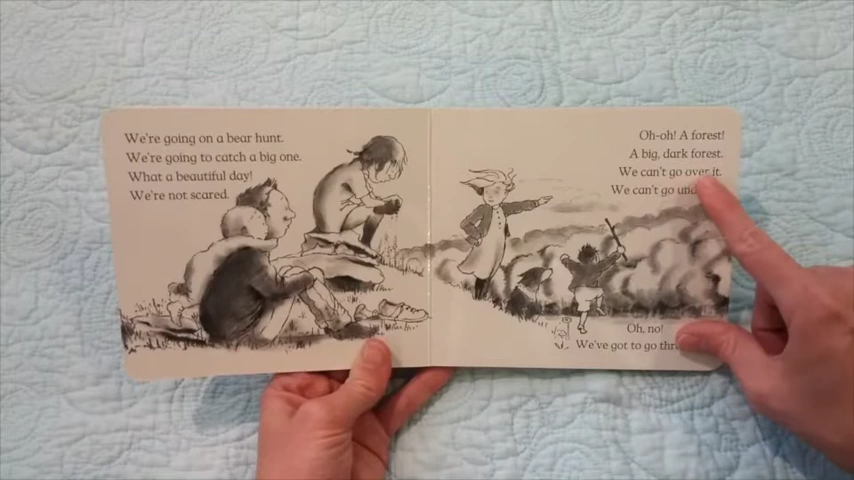 We're going on a bear hunt.
We're going to catch a big one.
What a beautiful day!
We're not scared.
Oh-oh! A forest!
A big, dark forest.
We can't go over it.
We can't go
Oh, no!
We've got to go